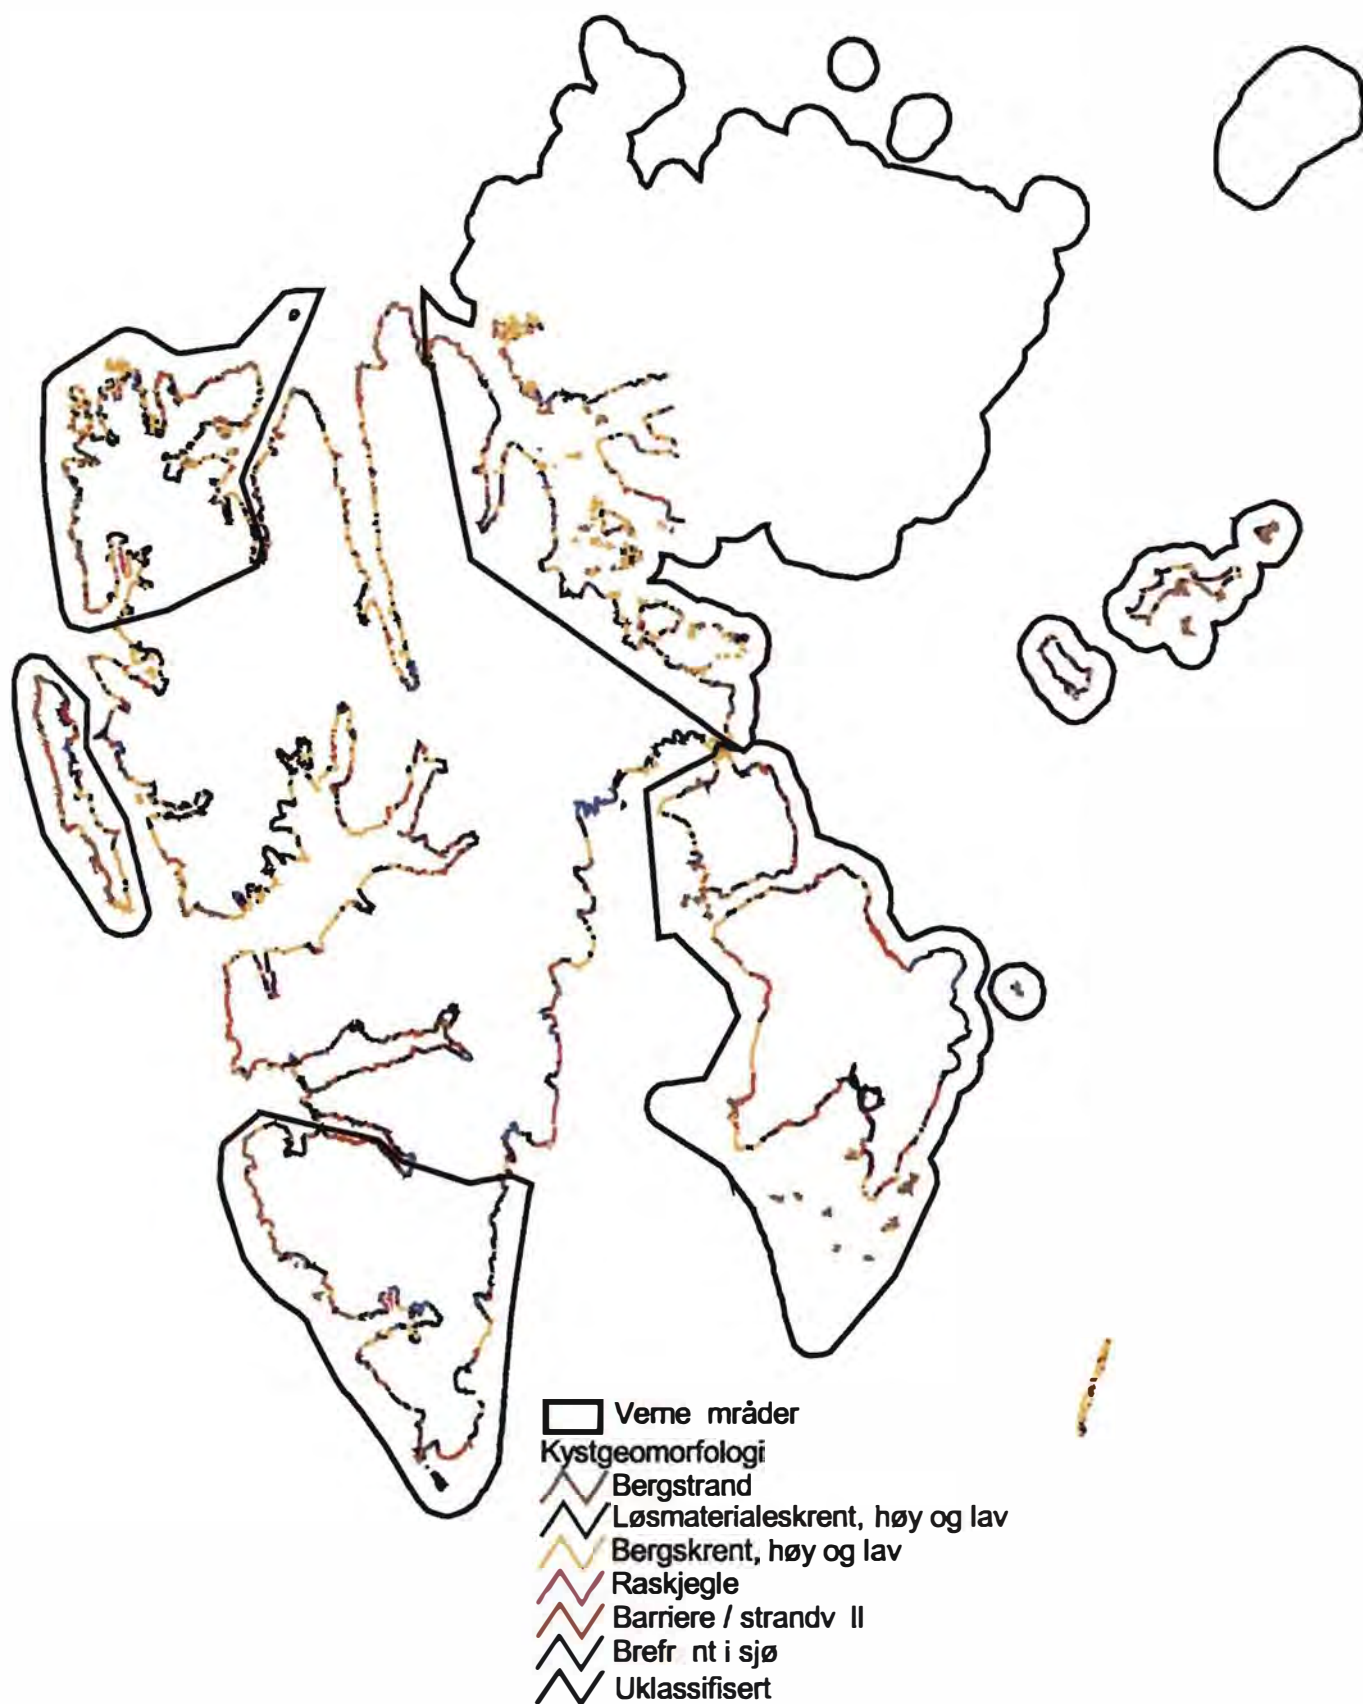 Verne mråder
Kystgeomorfologi
Bergstrand
Løsmaterialeskrent, høy og lav
Bergskrent, høy og lav
Raskjegle
Barriere / strandv ll
Brefr nt i sjø
Uklassifisert